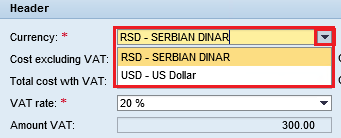 Header
Currency: * RSD - SERBIAN DINAR
Cost excluding VAT: RSD - SERBIAN DINAR
Total cost wth VAT: USD - US Dollar
VAT rate: * 20 %
Amount VAT: 300.00